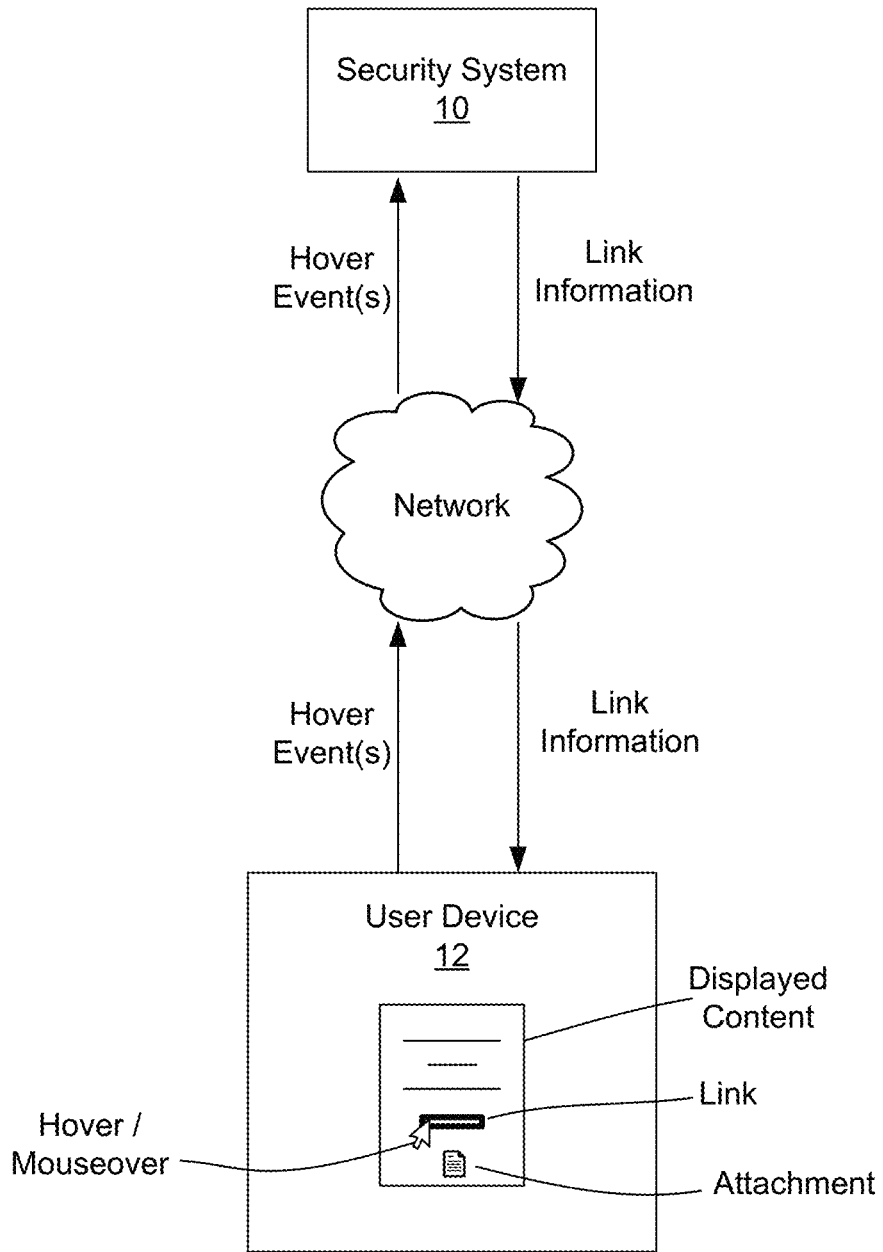 Security System
10
Hover
Event(s)
Link
Information
Network
Hover
Event(s)
Link
Information
User Device
12
Displayed
Content
Link
Hover /
Mouseover
Attachment